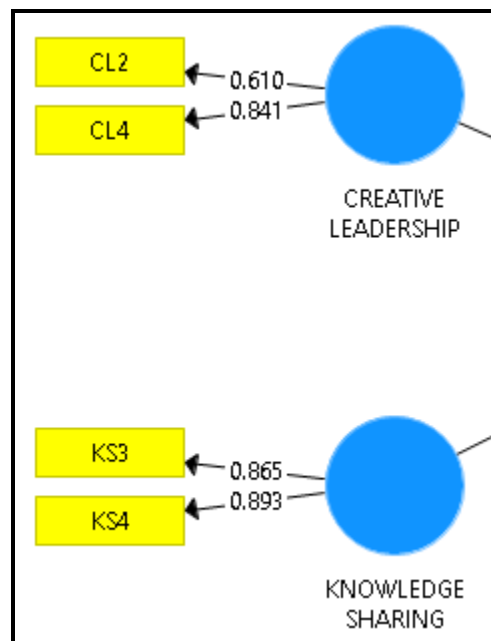 CL2
0.610
0.841
CL4
CREATIVE
LEADERSHIP
KS3
0.865
0.893
KS4
KNOWLEDGE
SHARING